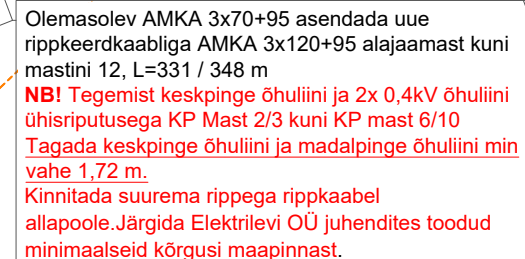 Olemasolev AMKA 3x70+95 asendada uue
rippkeerdkaabliga AMKA 3x120+95 alajaamast kuni
mastini 12, L=331 / 348 m
NB! Tegemist keskpinge õhuliini ja 2x 0,4kV õhuliini
ühisriputusega KP Mast 2/3 kuni KP mast 6/10
Tagada keskpinge õhuliini ja madalpinge õhuliini min
vahe 1,72 m.
Kinnitada suurema rippega rippkaabel
allapoole.Järgida Elektrilevi OÜ juhendites toodud
minimaalseid kõrgusi maapinnast.